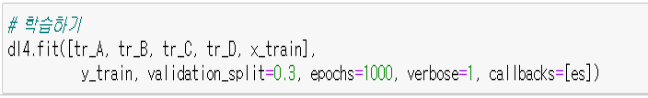 # 학습하기
dl4.fit([tr_A, tr_B, tr_C, tr_D, x_train],
y_train, validation_split=0.3, epochs=1000, verbose=1, callbacks=[es])